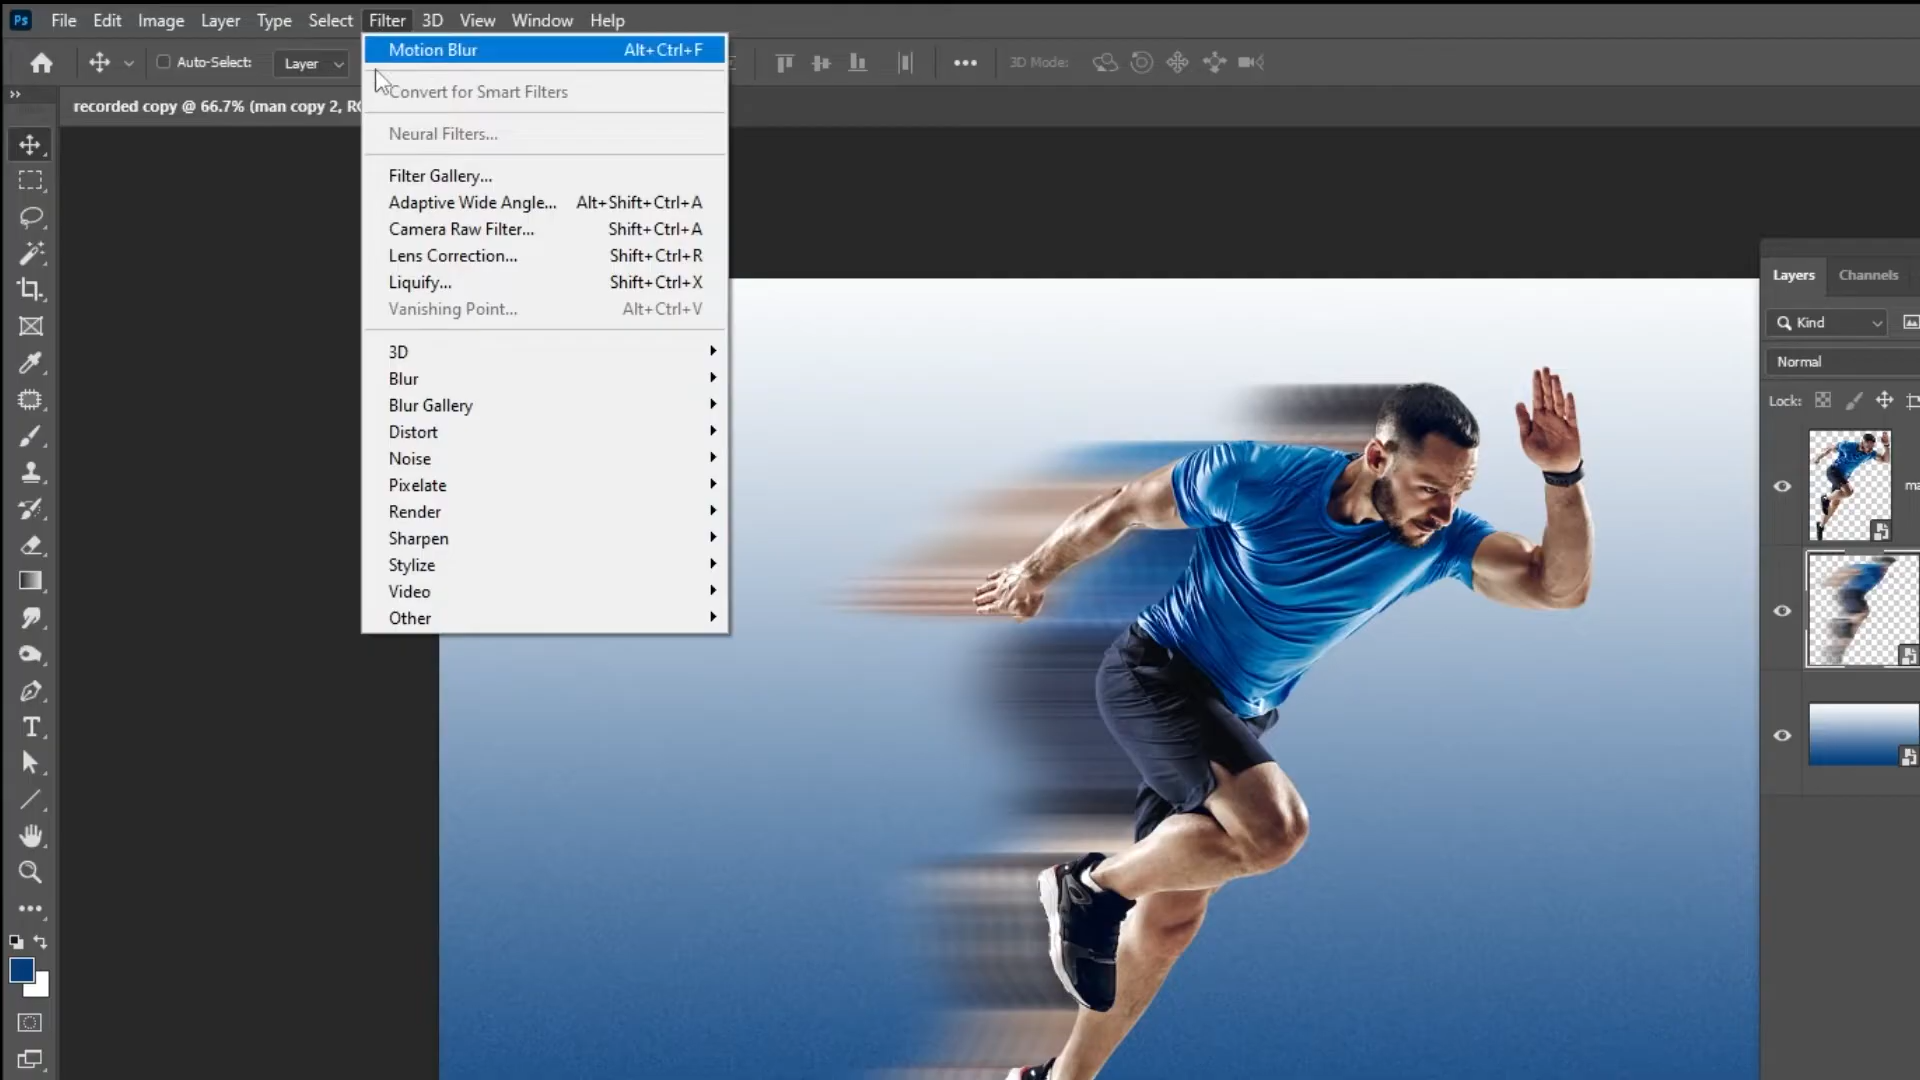 Ps File Edit Image Layer Type Select Filter 3D View Window Help
Auto-Select: Layer
3D Mode:
recorded copy @ 66.7% (man copy 2, R
Motion Blur Alt+Ctrl+F
Convert for Smart Filters
Neural Filters...
Filter Gallery...
Adaptive Wide Angle... Alt+Shift+Ctrl+A
Camera Raw Filter... Shift+Ctrl+A
Lens Correction... Shift+Ctrl+R
Liquify... Shift+Ctrl+X
Vanishing Point... Alt+Ctrl+V
3D
Blur
Blur Gallery
Distort
Noise
Pixelate
Render
Sharpen
Stylize
Video
Other
Layers Channels
Kind
Normal
Lock:
ma